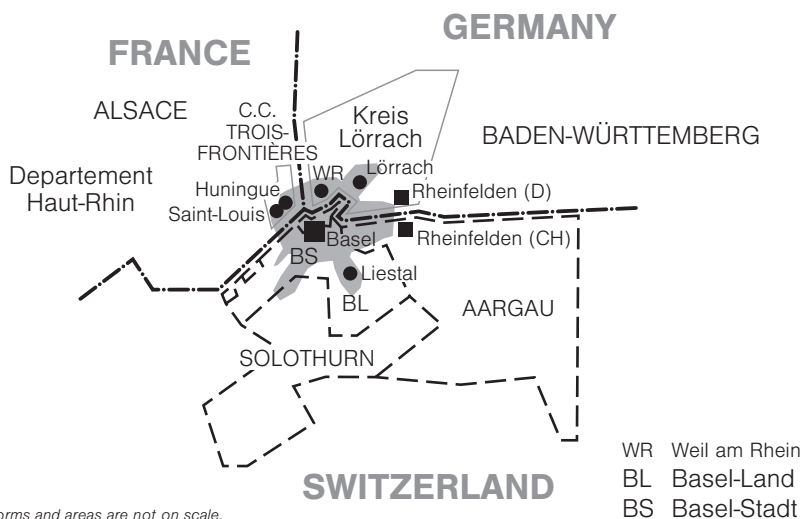 GERMANY
FRANCE
ALSACE
C.C.
TROIS-
FRONTIÈRES
Kreis
Lörrach
BADEN-WÜRTTEMBERG
Departement
Haut-Rhin
WR
Lörrach
Huningue
Rheinfelden (D)
Saint-Louis
Basel
Rheinfelden (CH)
BS
Liestal
BL
AARGAU
SOLOTHURN
SWITZERLAND
WR Weil am Rhein
BL Basel-Land
BS Basel-Stadt
and areas are not on scale.